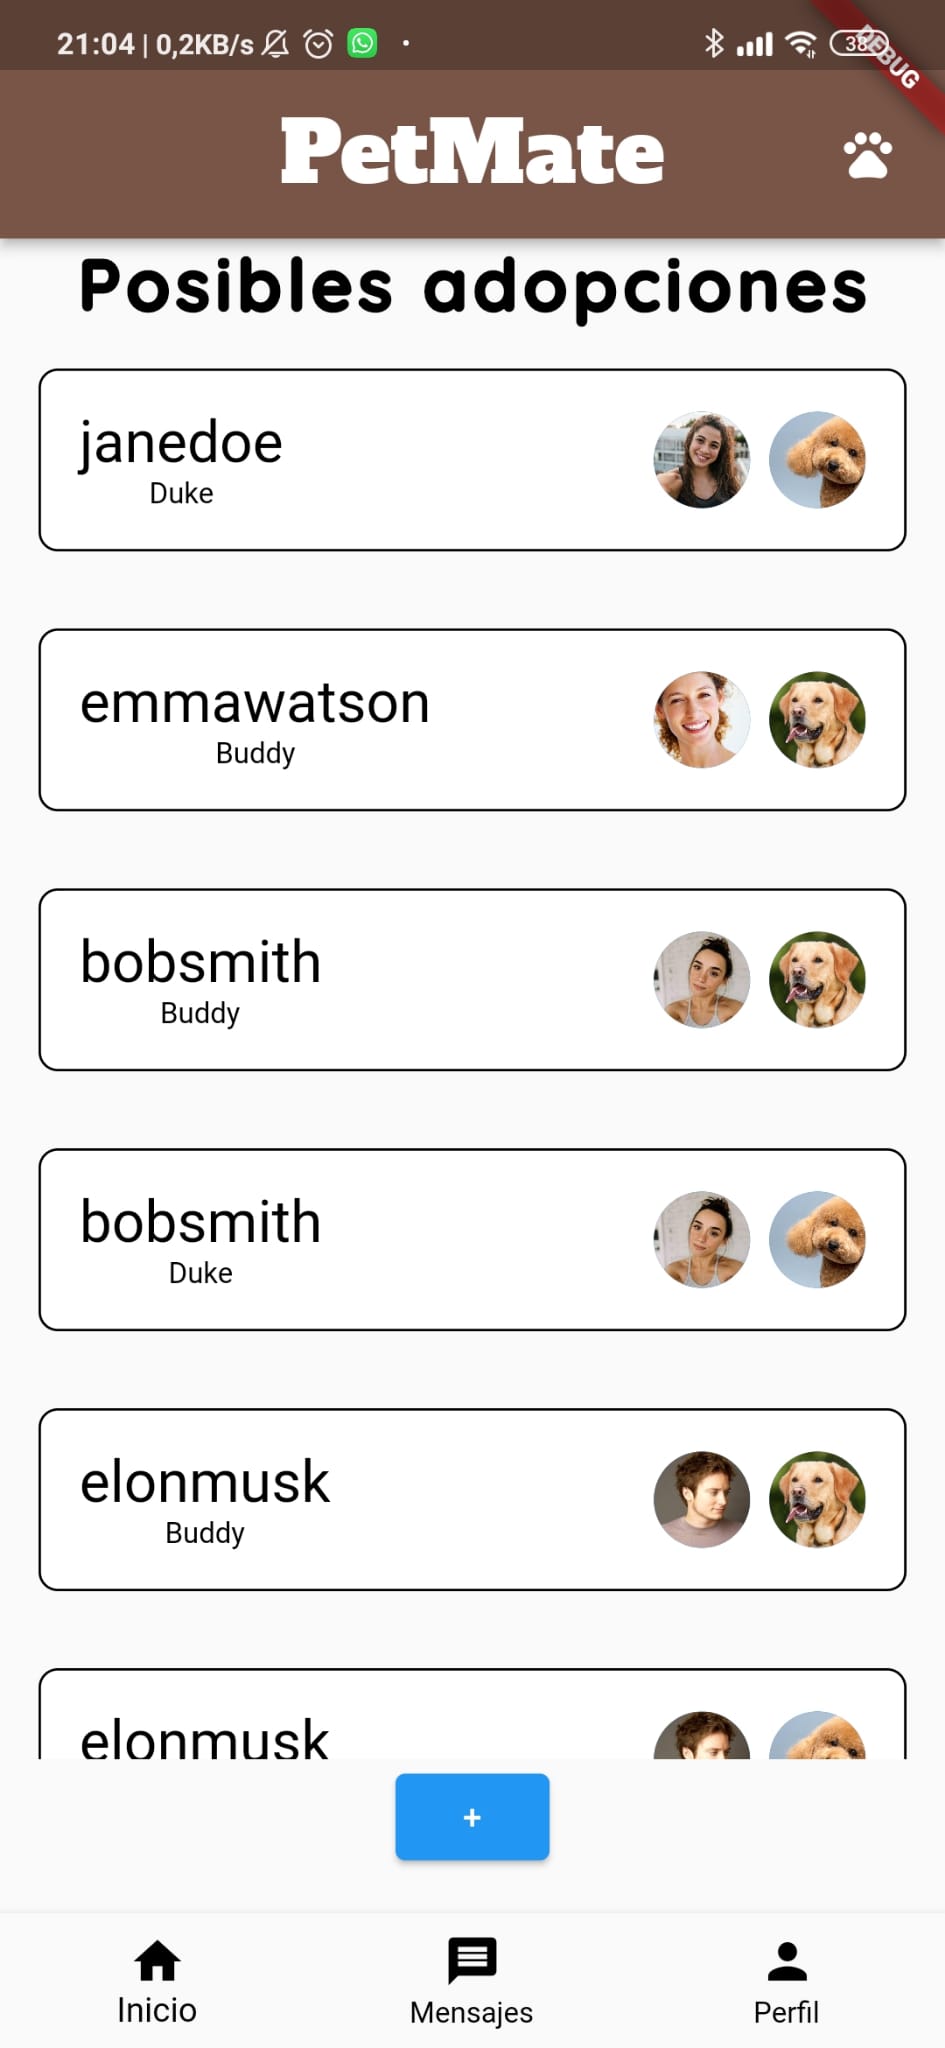 21:04 | 0,2KB/s
38
DEBUG
PetMate
Posibles adopciones
janedoe
Duke
emmawatson
Buddy
bobsmith
Buddy
bobsmith
Duke
elonmusk
Buddy
elonmusk
+
Inicio
Mensajes
Perfil